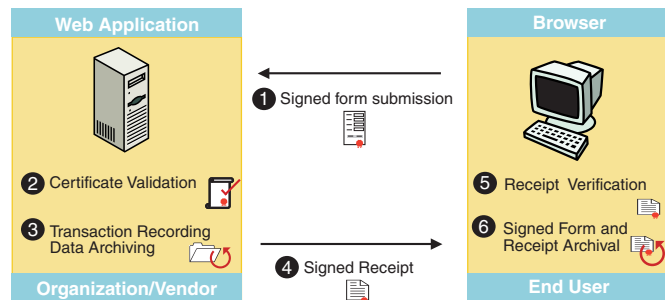 Web Application
Browser
1 Signed form submission
2 Certificate Validation
3 Transaction Recording
Data Archiving
4 Signed Receipt
5 Receipt Verification
6 Signed Form and
Receipt Archival
Organization/Vendor
End User